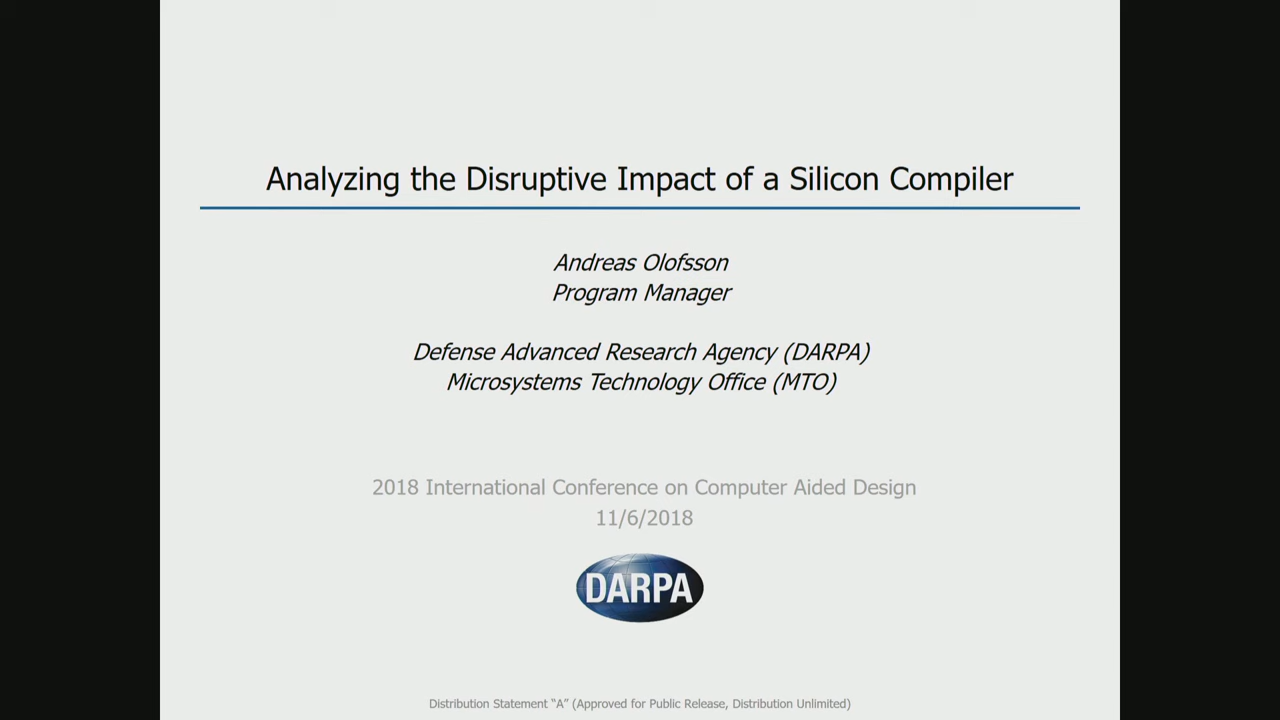 Analyzing the Disruptive Impact of a Silicon Compiler
Andreas Olofsson
Program Manager
Defense Advanced Research Agency (DARPA)
Microsystems Technology Office (MTO)
2018 International Conference on Computer Aided Design
11/6/2018
DARPA
Distribution Statement “A” (Approved for Public Release, Distribution Unlimited)